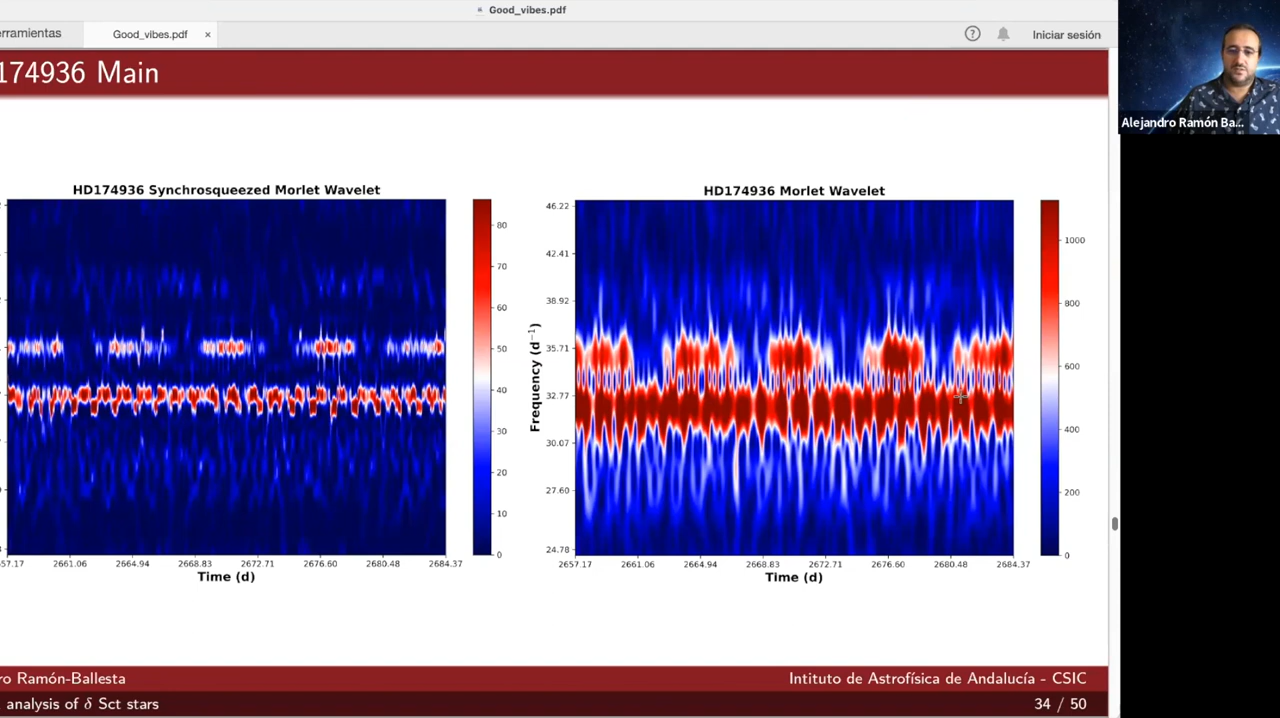 Good_vibes.pdf
erramientas
Good_vibes.pdf ×
? Iniciar sesión
174936 Main
Alejandro Ramón Ba...
HD174936 Synchrosqueezed Morlet Wavelet
80
70
60
50
40
30
20
10
0
57.17 2661.06 2664.94 2668.83 2672.71 2676.60 2680.48 2684.37
Time (d)
HD174936 Morlet Wavelet
46.22
42.41
38.92
35.71
32.77
30.07
27.60
24.78
Frequency (d⁻¹)
1000
800
600
400
200
0
2657.17 2661.06 2664.94 2668.83 2672.71 2676.60 2680.48 2684.37
Time (d)
ro Ramón-Ballesta
Intituto de Astrofísica de Andalucía - CSIC
analysis of δ Sct stars
34 / 50